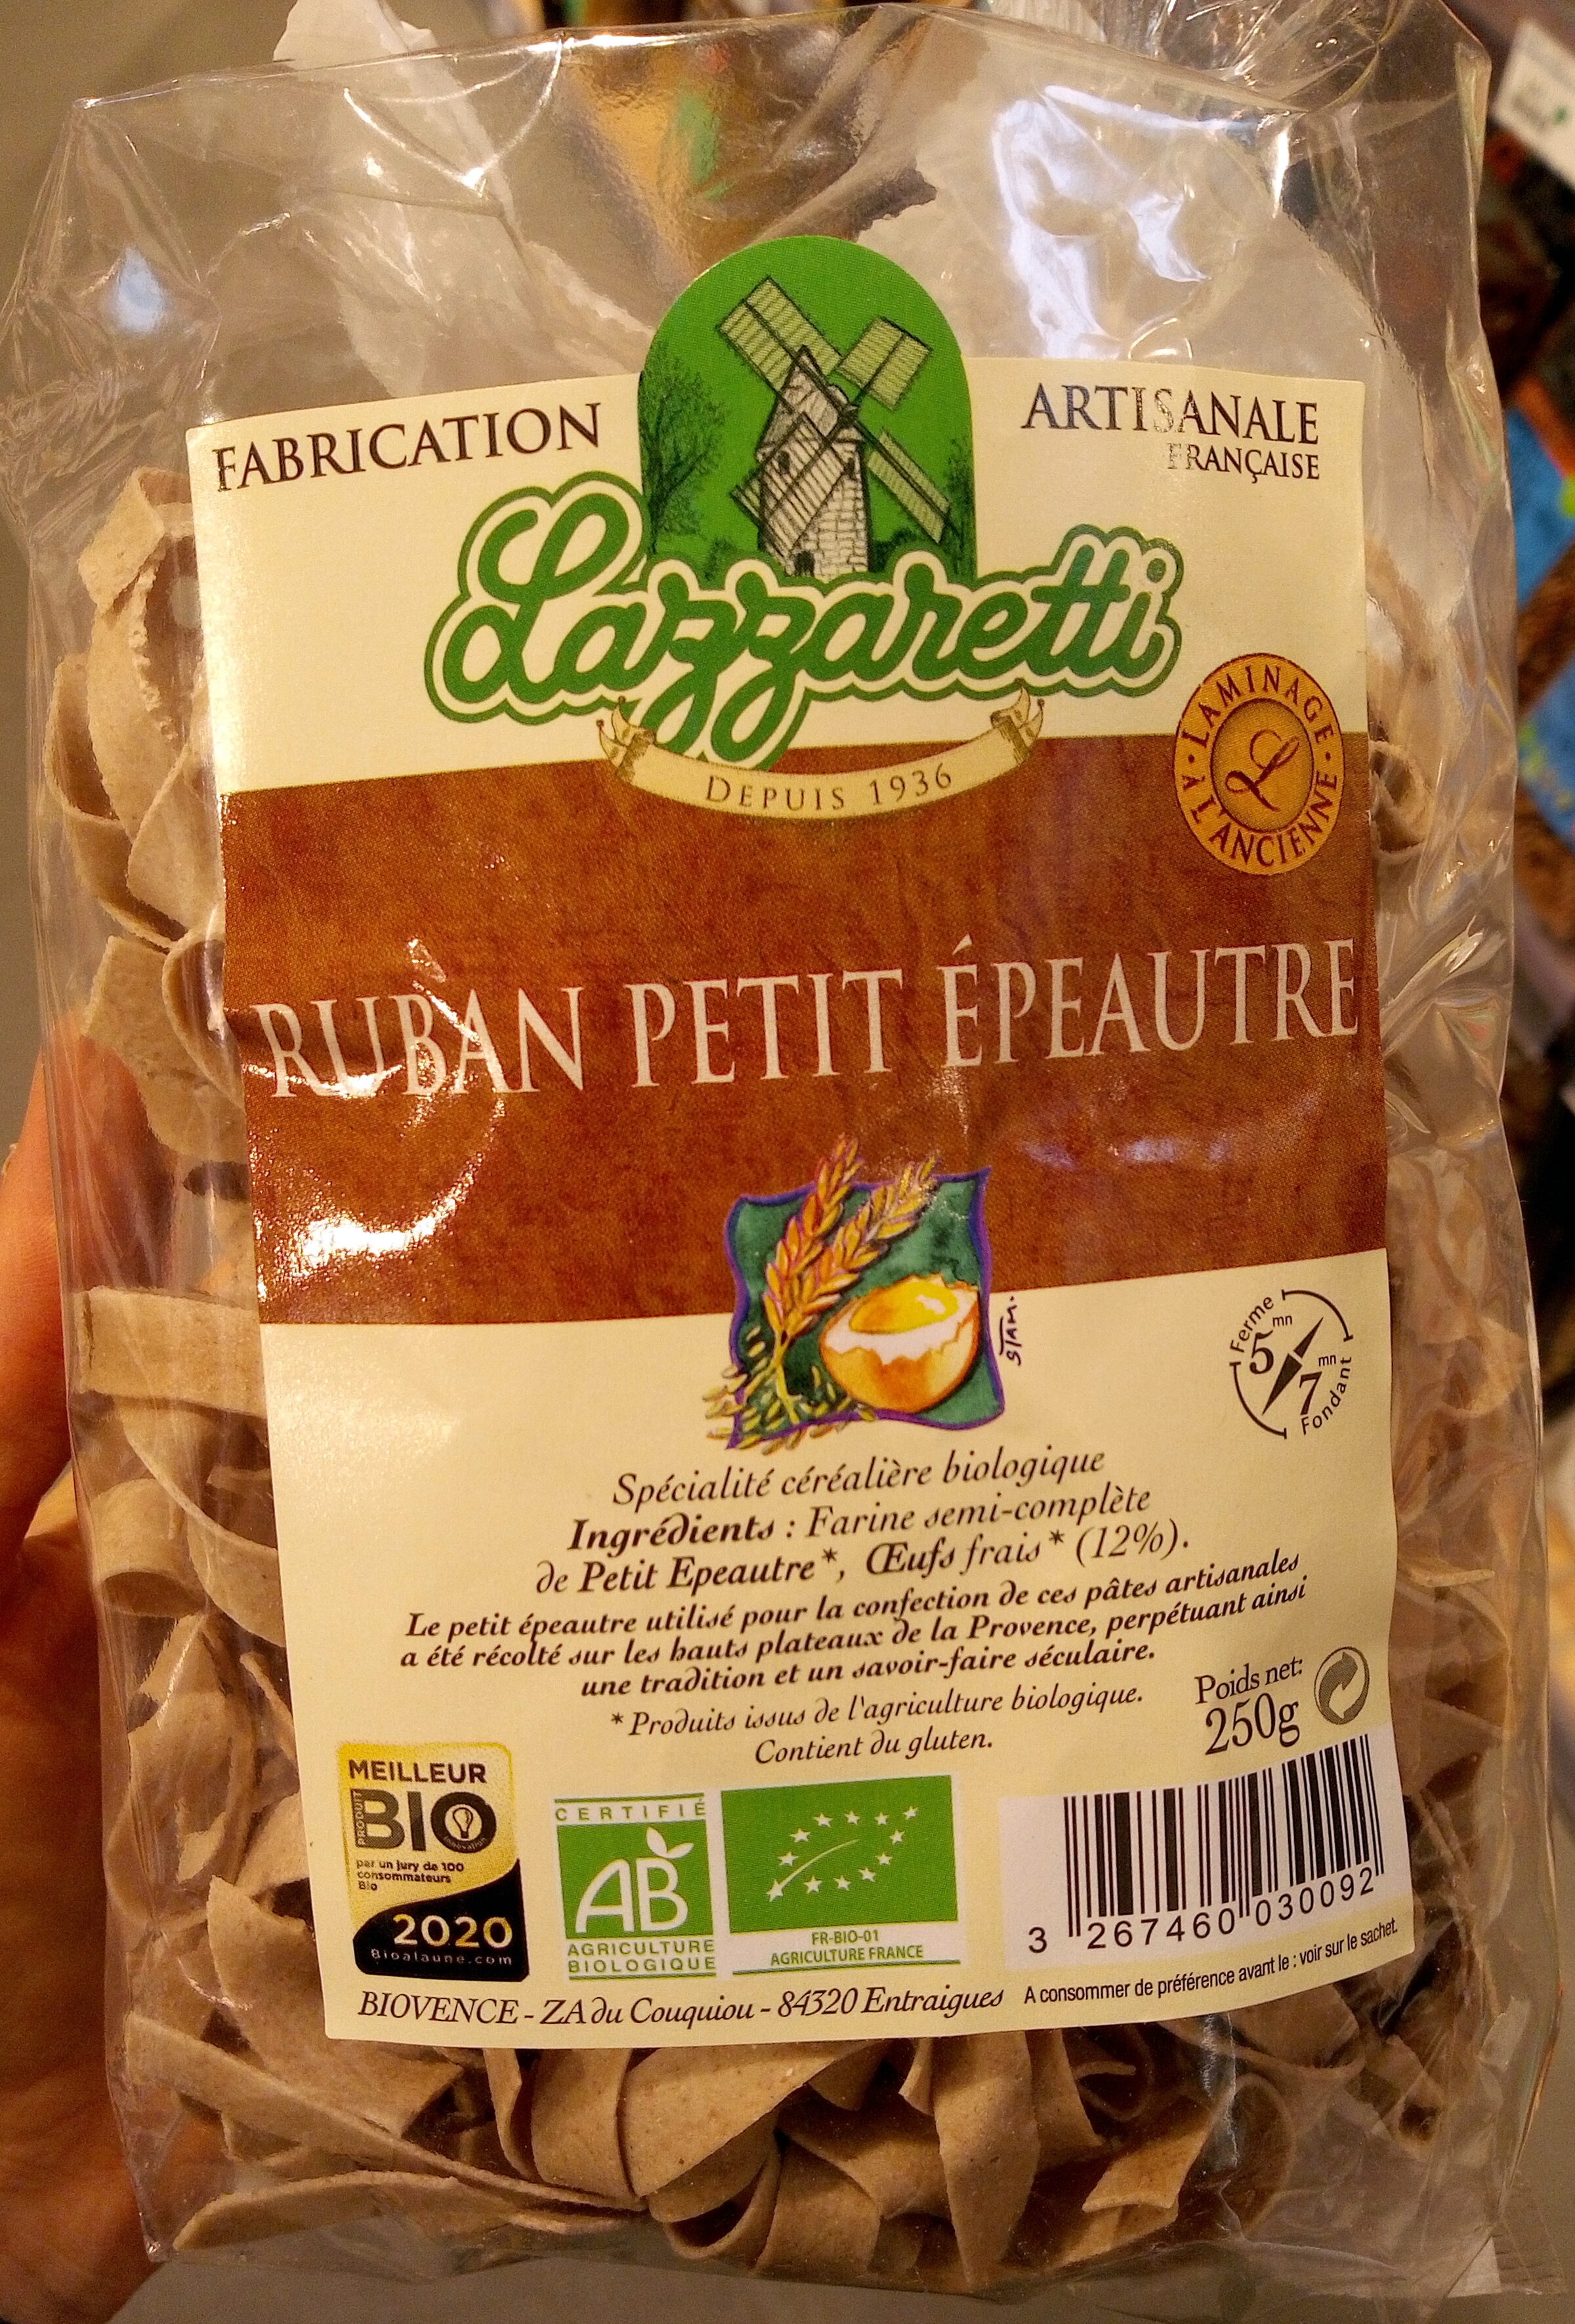 FABRICATION
ARTISANALE
FRANÇAISE
Lazzaretti
DEPUIS 1936
LAMINAGE
À L'ANCIENNE
L
RUBAN PETIT ÉPEAUTRE
STAM.
Ferme
5 mn
7 mn
Fondant
Spécialité céréalière biologique
Ingrédients : Farine semi-complète
de Petit Epeautre*, Œufs frais* (12%).
Le petit épeautre utilisé pour la confection de ces pâtes artisanales
a été récolté sur les hauts plateaux de la Provence, perpétuant ainsi
une tradition et un savoir-faire séculaire.
* Produits issus de l'agriculture biologique.
Contient du gluten.
Poids net:
250g
MEILLEUR
PRODUIT
BIO
par un jury de 100
consommateurs
Bio
2020
Bioalaune.com
CERTIFIÉ
AB
AGRICULTURE
BIOLOGIQUE
FR-BIO-01
AGRICULTURE FRANCE
3 267460 030092
BIOVENCE - ZA du Couquiou - 84320 Entraigues
A consommer de préférence avant le : voir sur le sachet.